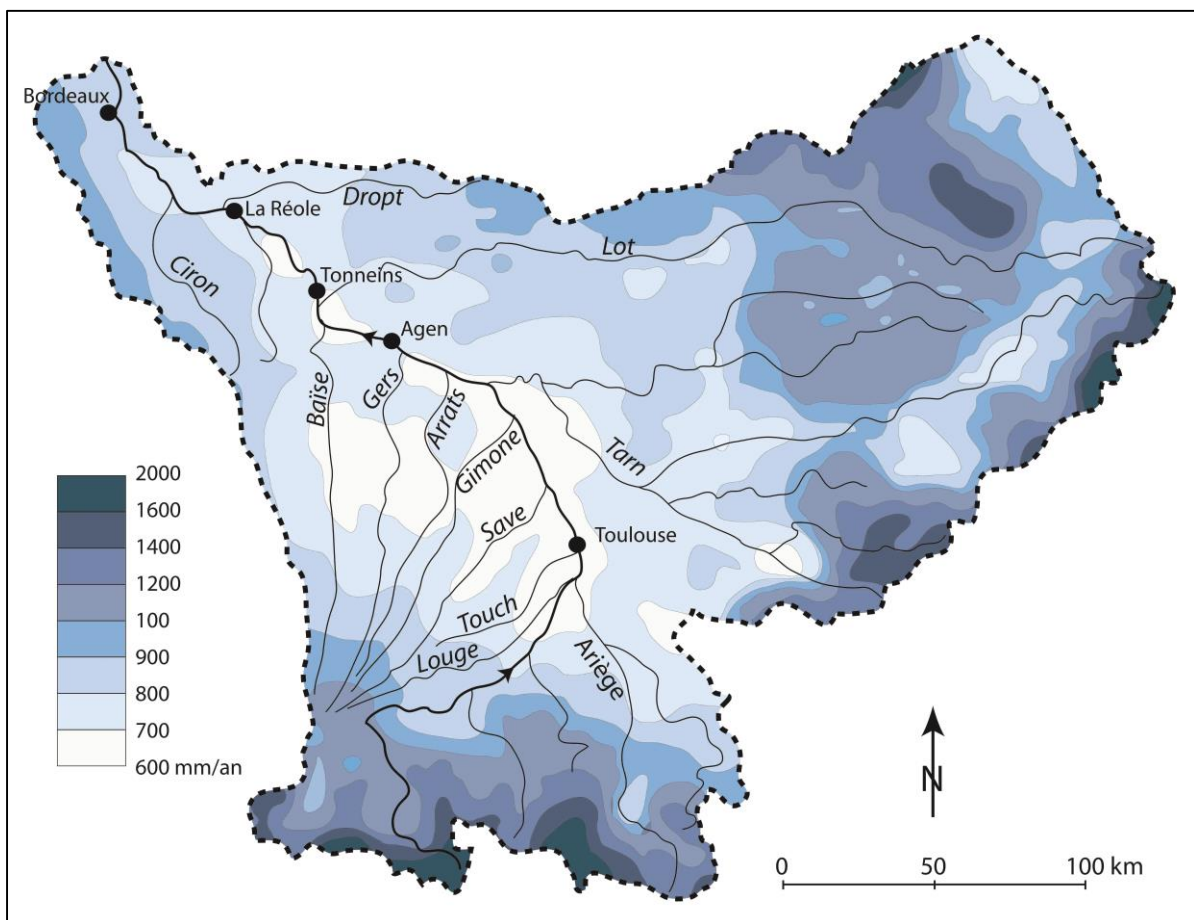 Bordeaux
La Réole
Dropt
Lot
Ciron
Tonneins
Agen
Baïse
Gers
Arrats
Gimone
Tarn
Save
Toulouse
Touch
Louge
Ariège
2000
1600
1400
1200
100
900
800
700
600 mm/an
N
0 50 100 km